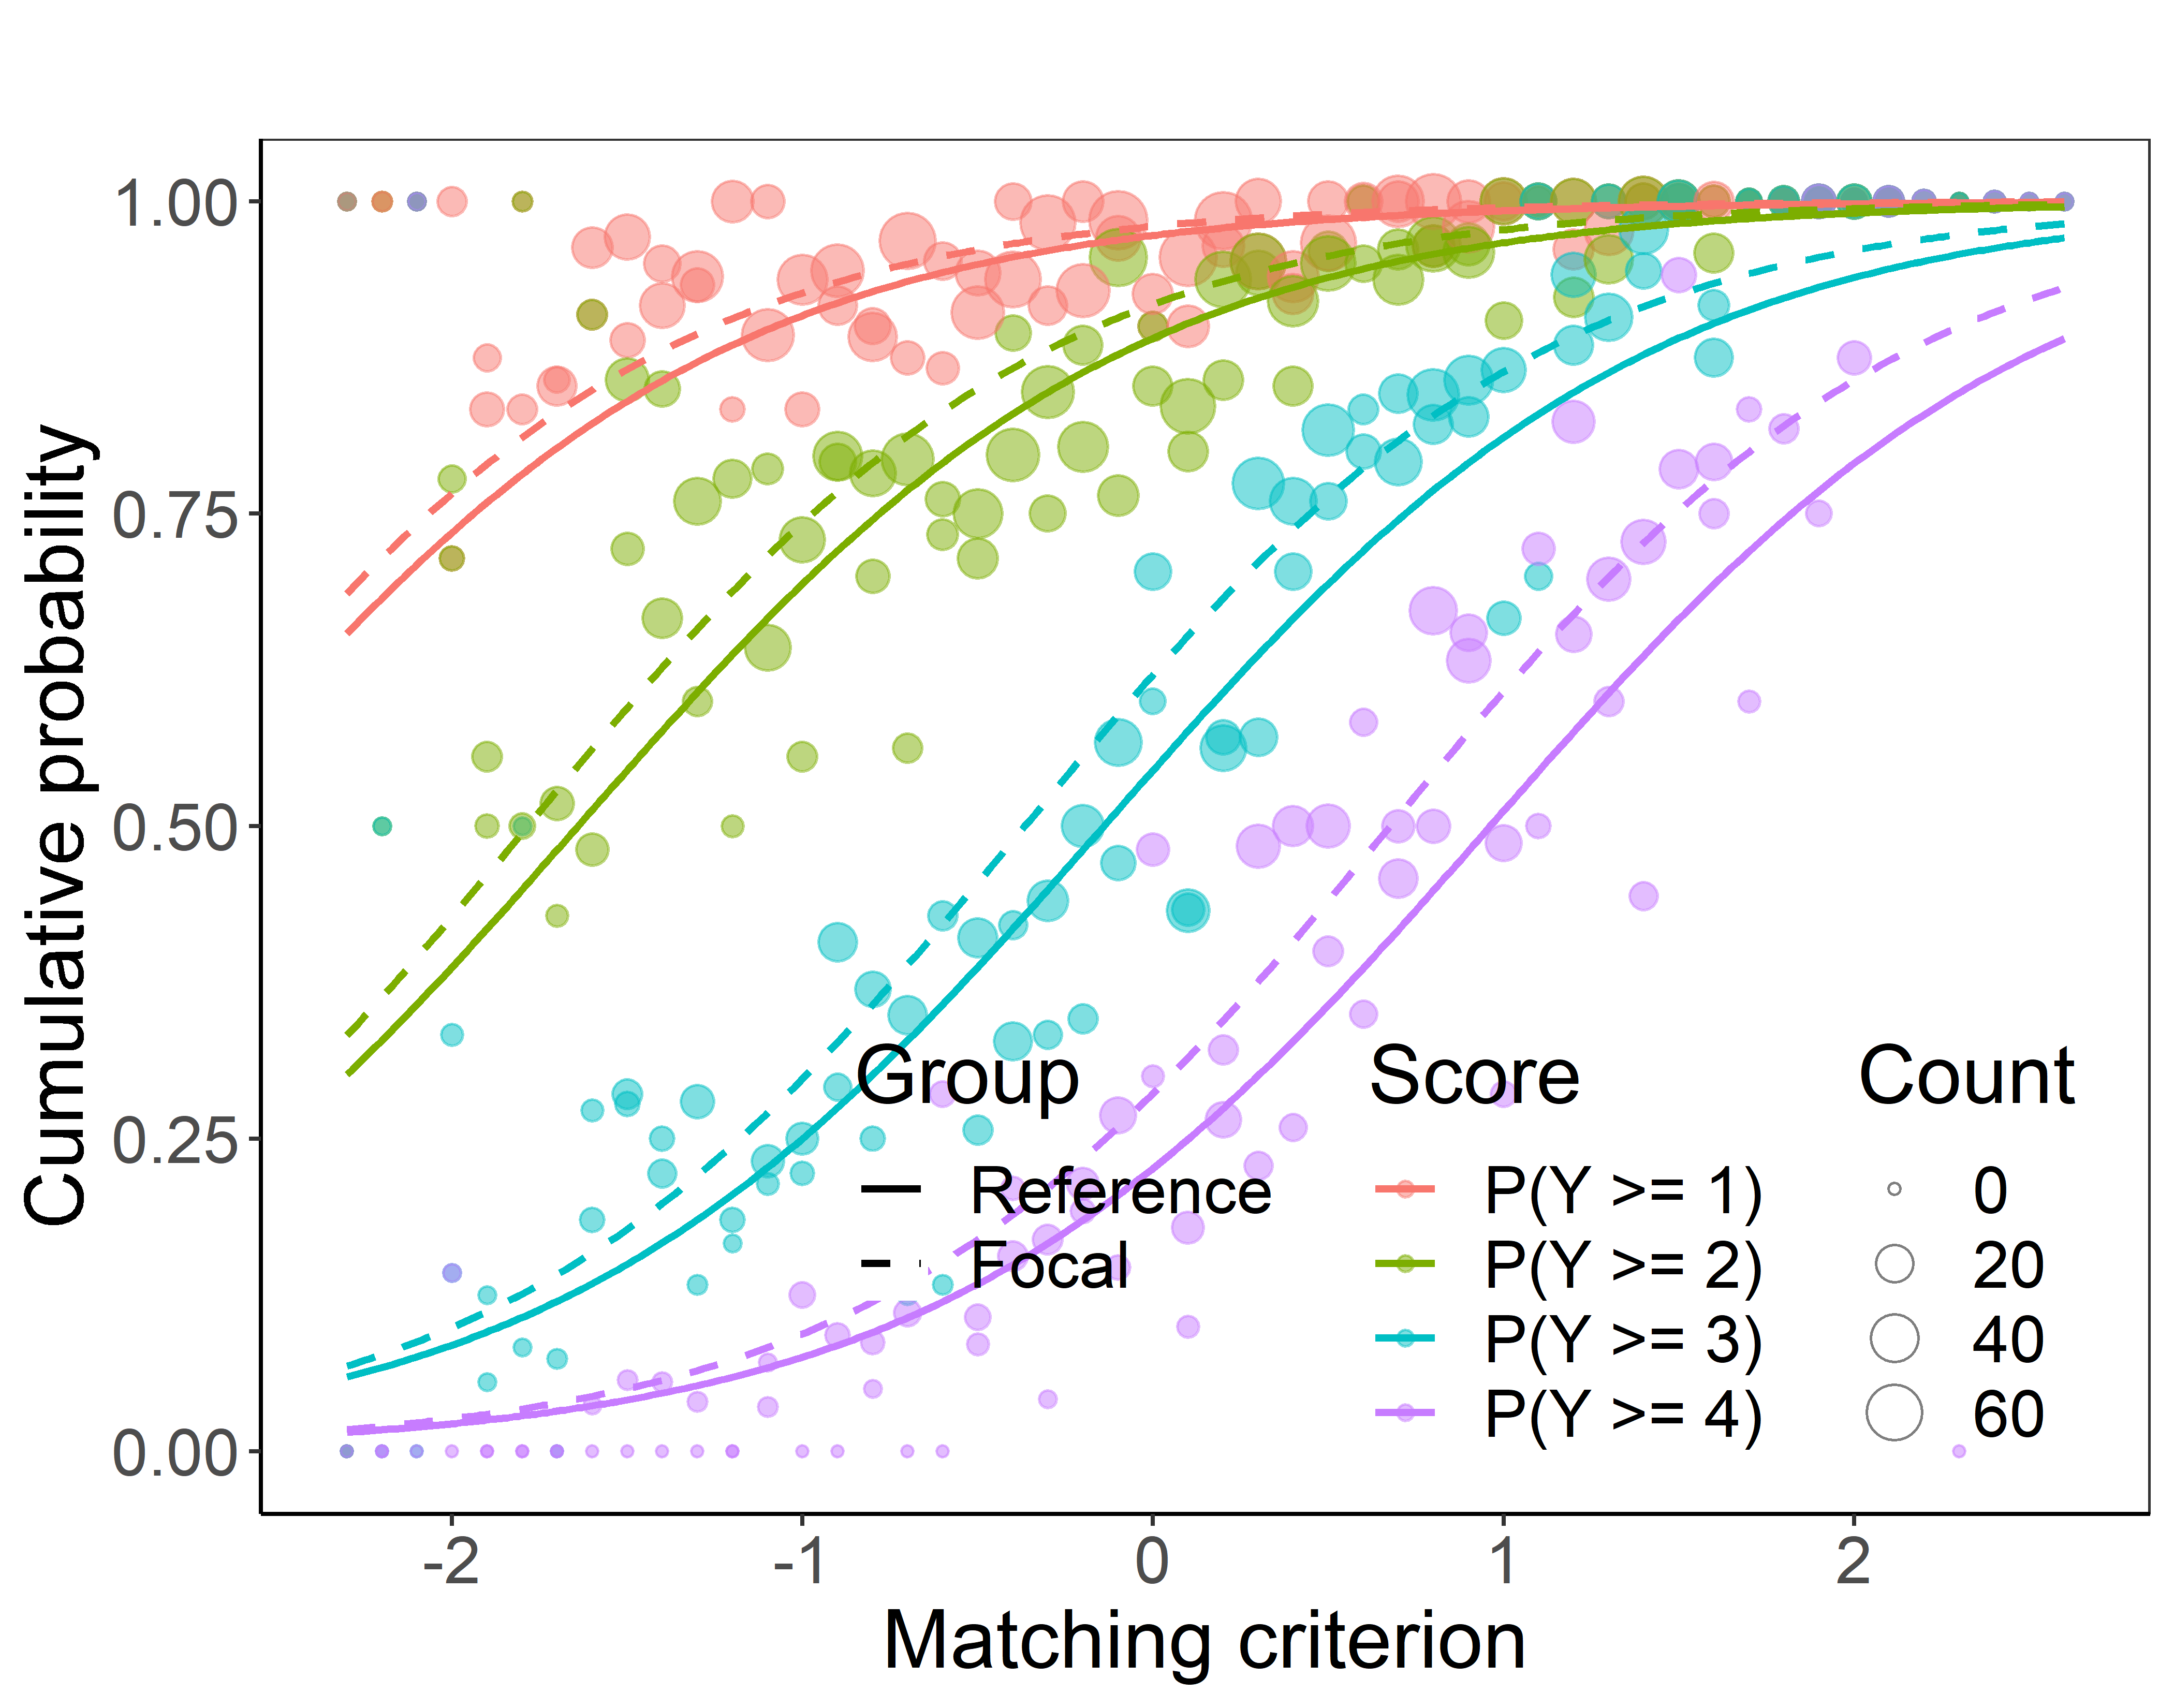 Cumulative probability
1.00
0.75
0.50
0.25
0.00
-2
-1
0
1
2
Matching criterion
Group
Reference
Focal
Score
P(Y >= 1)
P(Y >= 2)
P(Y >= 3)
P(Y >= 4)
Count
0
20
40
60